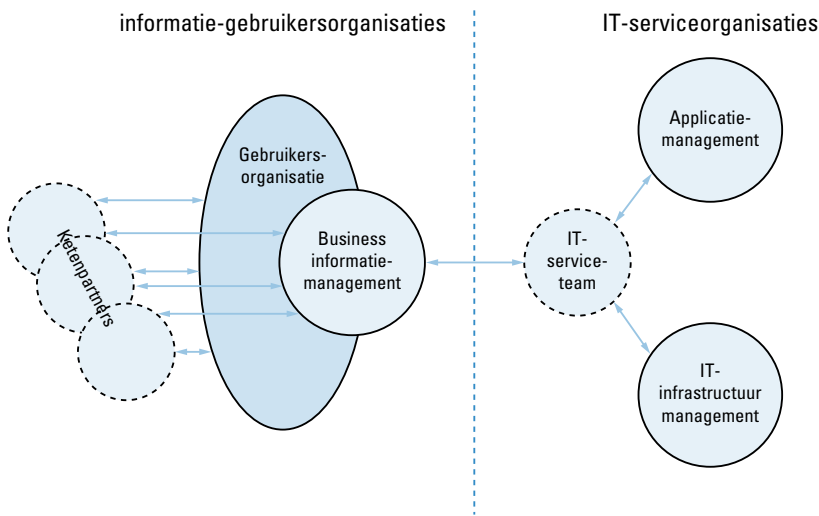 informatie-gebruikersorganisaties
IT-serviceorganisaties
Gebruikers-
organisatie
Ketenpartners
Business
informatie-
management
IT-
service-
team
Applicatie-
management
IT-
infrastructuur
management